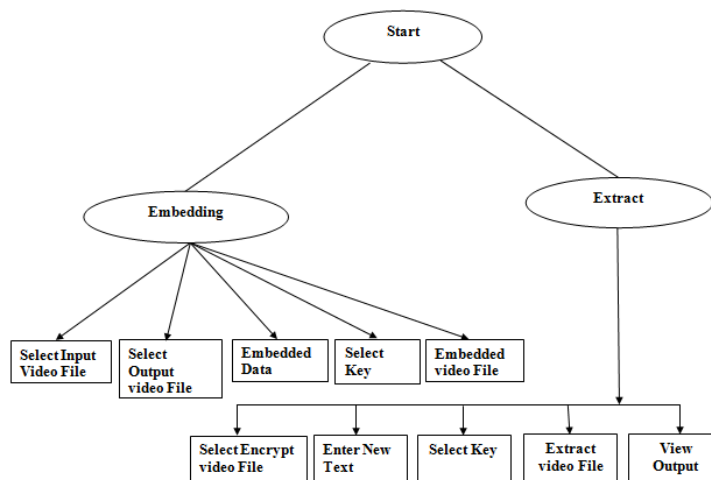 Start
Embedding
Extract
Select Input
Video File
Select
Output
video File
Embedded
Data
Select
Key
Embedded
video File
Select Encrypt
video File
Enter New
Text
Select Key
Extract
video File
View
Output